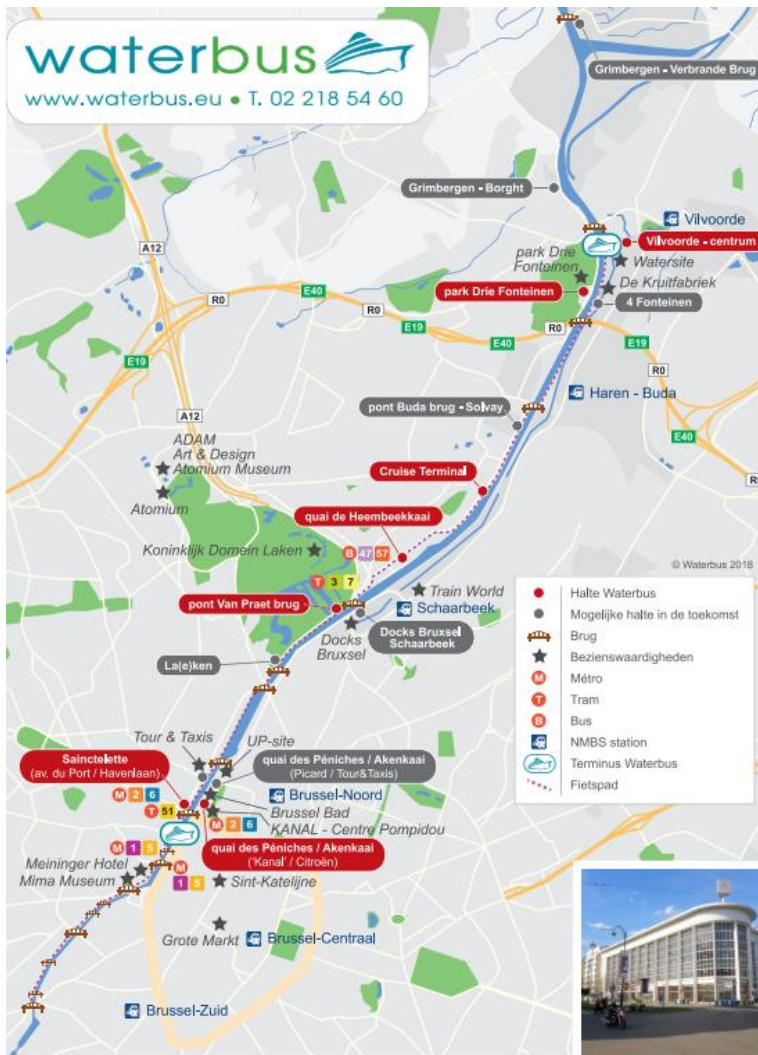 waterbus
www.waterbus.eu • T. 02 218 54 60
Grimbergen - Verbrande Brug
Grimbergen - Borght
Vilvoorde
Vilvoorde - centrum
A12
park Drie
Fonteinen
Watersite
De Kruitfabriek
R0
E40
park Drie Fonteinen
4 Fonteinen
R0
E19
E40
R0
E19
R0
Haren - Buda
pont Buda brug - Solvay
A12
E40
ADAM
Art & Design
Atomium Museum
Cruise Terminal
Atomium
quai de Heembeekkaai
Koninklijk Domein Laken
B 47 57
© Waterbus 2018
T 3 7
Train World
pont Van Praet brug
Schaarbeek
Docks
Bruxsel
Docks Bruxsel
Schaarbeek
La(e)ken
Halte Waterbus
Mogelijke halte in de toekomst
Brug
Bezienswaardigheden
M Métro
T Tram
B Bus
NMBS station
Terminus Waterbus
Fietspad
Tour & Taxis
UP-site
Sainctelette
(av. du Port / Havenlaan)
quai des Péniches / Akenkaai
(Picard / Tour&Taxis)
M 2 6
Brussel-Noord
T 51
Brussel Bad
M 2 6
KANAL - Centre Pompidou
quai des Péniches / Akenkaai
('Kanal' / Citroën)
M 1 5
Meininger Hotel
M
1 5
Mima Museum
Sint-Katelijne
Grote Markt
Brussel-Centraal
Brussel-Zuid